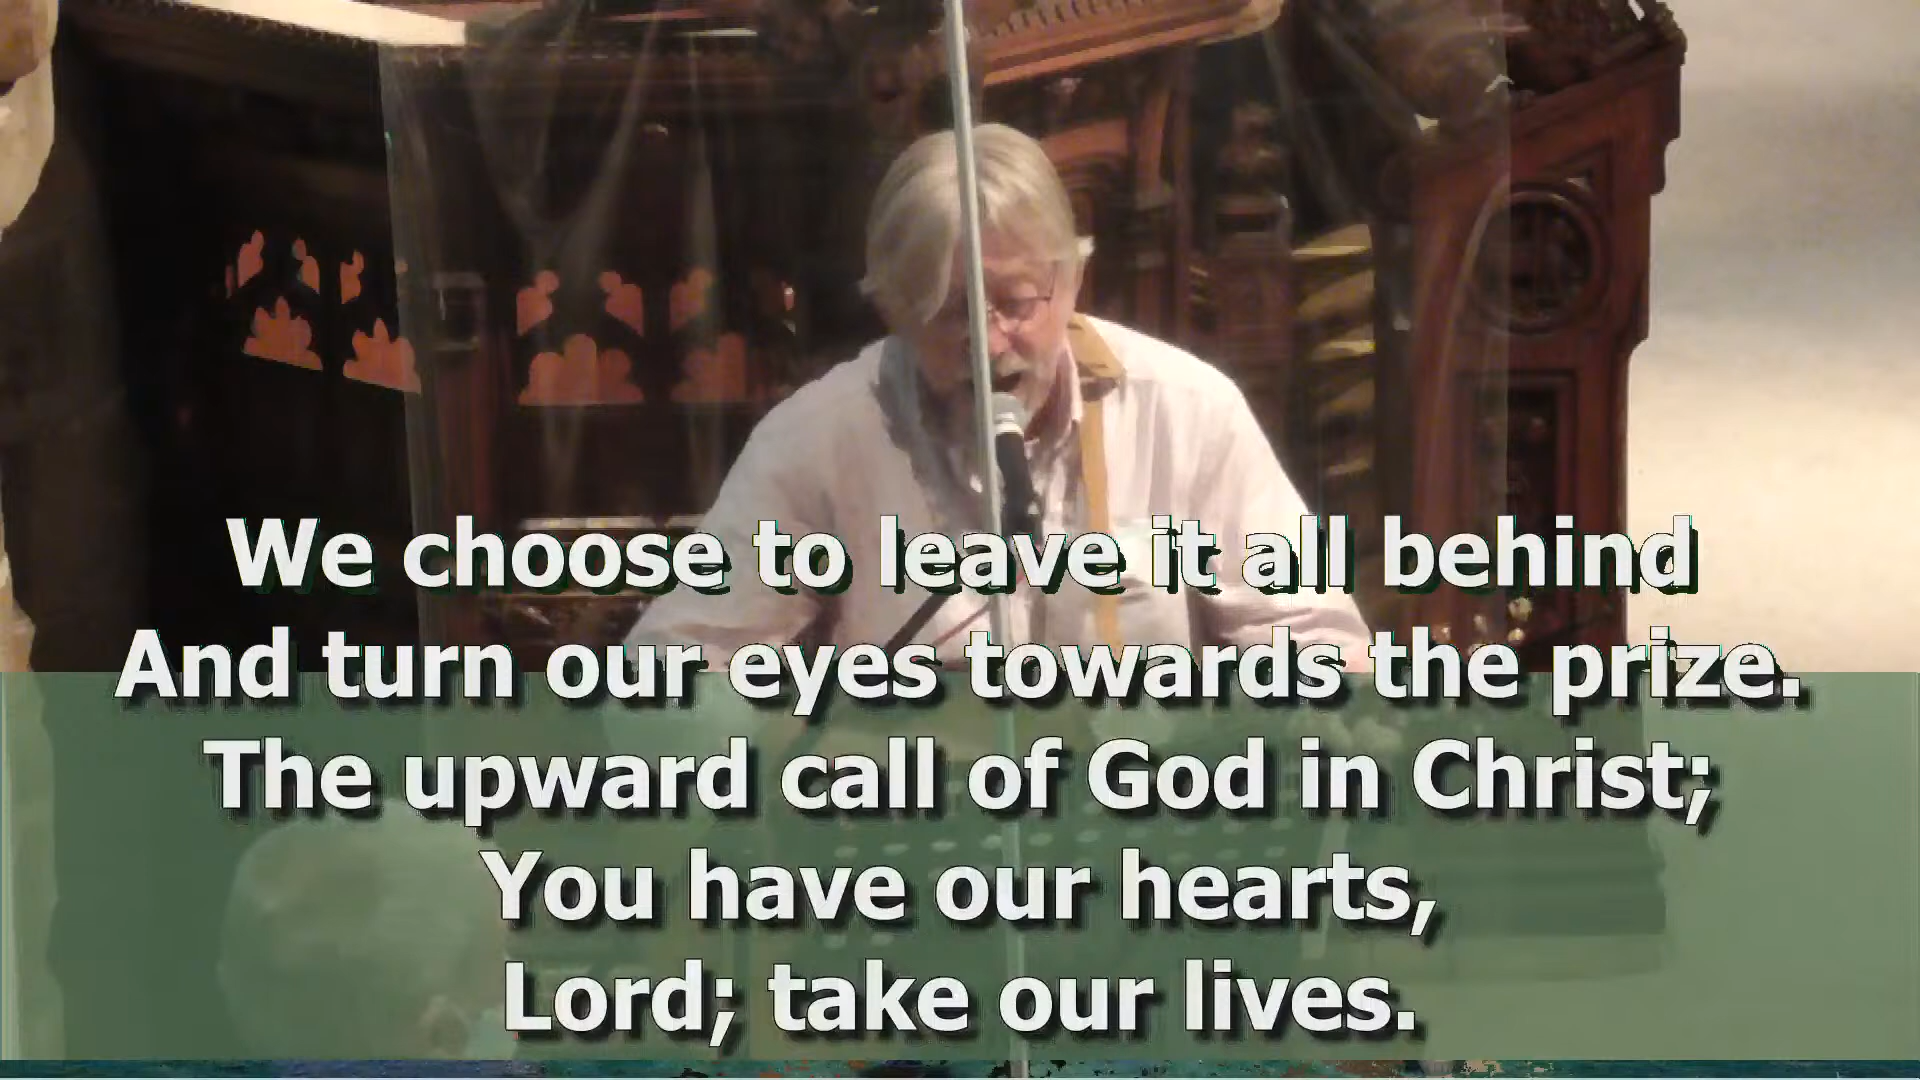 We choose to leave it all behind
And turn our eyes towards the prize.
The upward call of God in Christ;
You have our hearts,
Lord; take our lives.